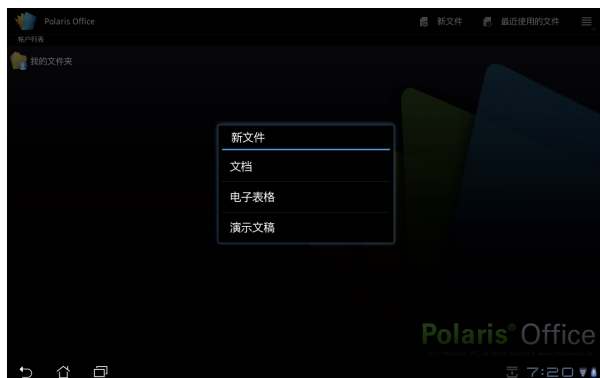 Polaris Office
新文件
最近使用的文件
帐户列表
我的文件夹
新文件
文档
电子表格
演示文稿
Polaris® Office
7:20